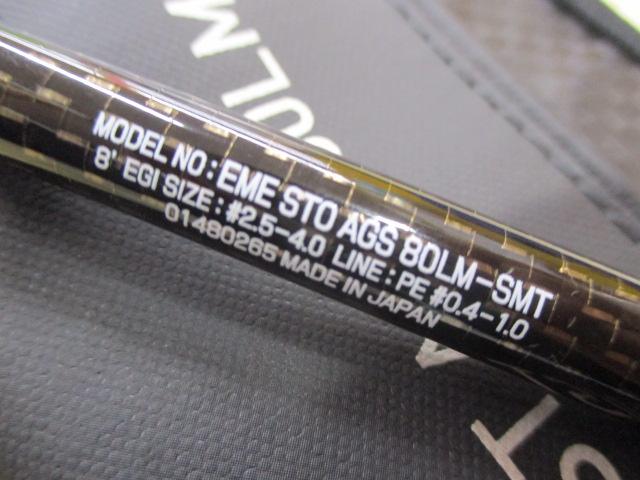 MODEL NO : EME STO AGS 80LM-SMT
8' EGI SIZE : #2.5-4.0 LINE : PE #0.4-1.0
01480265 MADE IN JAPAN